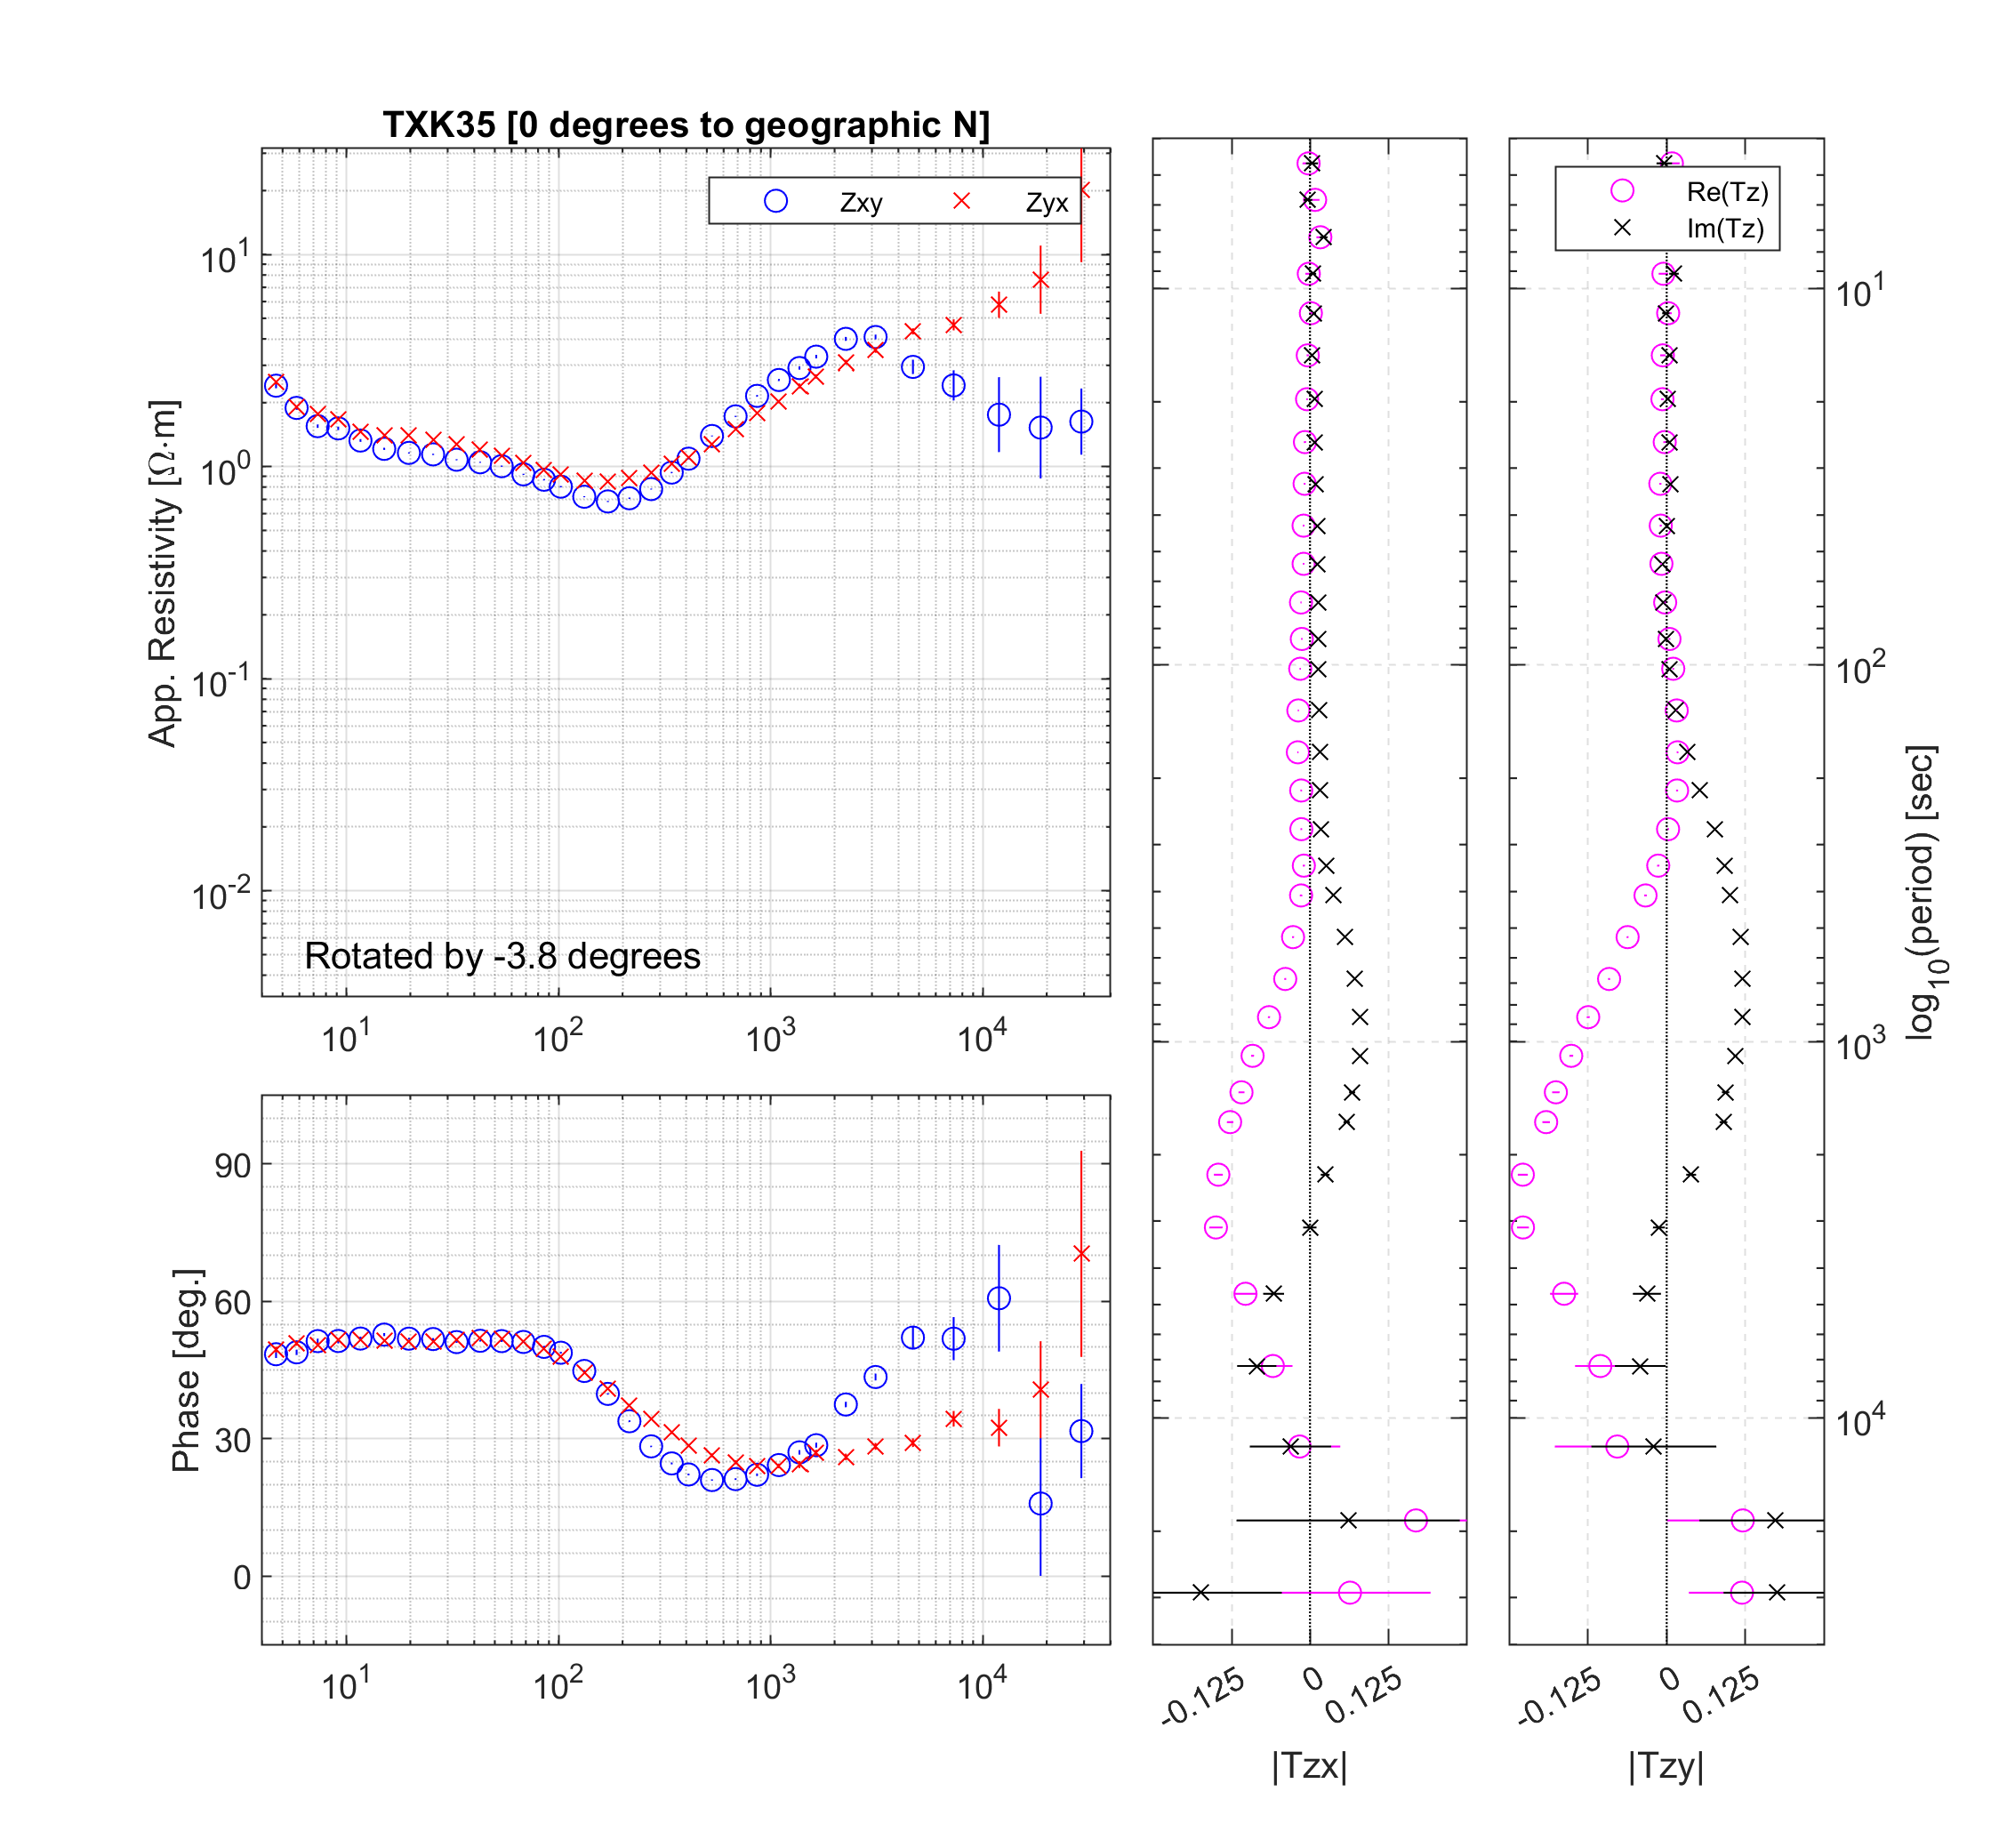 TXK35 [0 degrees to geographic N]
Zxy Zyx
App. Resistivity [Ω·m]
10^1
10^0
10^-1
10^-2
Rotated by -3.8 degrees
10^1 10^2 10^3 10^4
Phase [deg.]
90
60
30
0
10^1 10^2 10^3 10^4
-0.125 0 0.125
|Tzx|
Re(Tz)
Im(Tz)
10^1
10^2
10^3
10^4
log10(period) [sec]
-0.125 0 0.125
|Tzy|